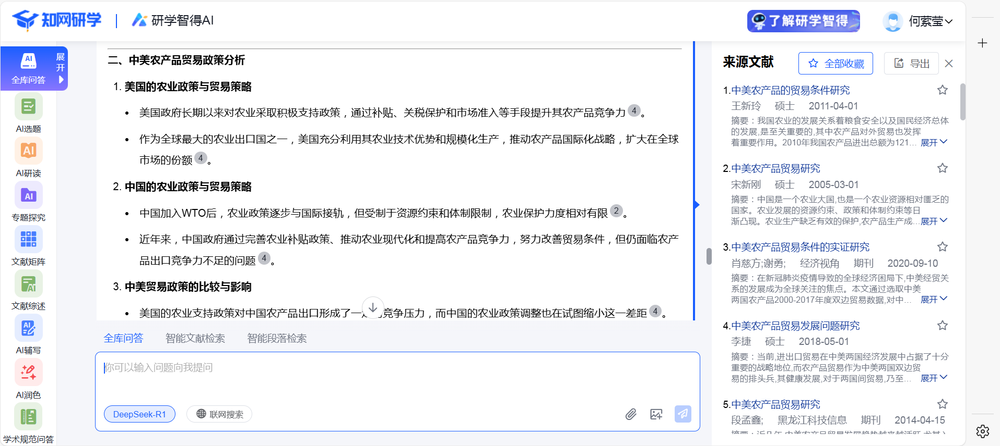 知网研学
研学智得AI
了解研学智得
何萦莹
AI
全库问答
展开
AI选题
AI研读
专题探究
文献矩阵
文献综述
AI辅写
AI润色
学术规范问答
二、中美农产品贸易政策分析
1. 美国的农业政策与贸易策略
• 美国政府长期以来对农业采取积极支持政策，通过补贴、关税保护和市场准入等手段提升其农产品竞争力 4 。
• 作为全球最大的农业出口国之一，美国充分利用其农业技术优势和规模化生产，推动农产品国际化战略，扩大在全球
市场的份额 4 。
2. 中国的农业政策与贸易策略
• 中国加入WTO后，农业政策逐步与国际接轨，但受制于资源约束和体制限制，农业保护力度相对有限 2 。
• 近年来，中国政府通过完善农业补贴政策、推动农业现代化和提高农产品竞争力，努力改善贸易条件，但仍面临农产
品出口竞争力不足的问题 4 。
3. 中美贸易政策的比较与影响
• 美国的农业支持政策对中国农产品出口形成了一 竞争压力，而中国的农业政策调整也在试图缩小这一差距 4 。
全库问答 智能文献检索 智能段落检索
你可以输入问题向我提问
DeepSeek-R1 联网搜索
来源文献 全部收藏 导出
1.中美农产品的贸易条件研究
王新玲 硕士 2011-04-01
摘要：我国农业的发展关系着粮食安全以及国民经济总体
的发展,是至关重要的,其中农产品对外贸易也发挥
着重要作用。2010年我国农产品进出总额为121... 展开
2.中美农产品贸易研究
宋新刚 硕士 2005-03-01
摘要：中国是一个农业大国,也是一个农业资源相对匮乏的
国家。农业发展的资源约束、政策和体制约束等日
渐凸现。农业生产缺乏有效的保护,农产品生产成...展开
3.中美农产品贸易条件的实证研究
肖慈方;谢勇; 经济视角 期刊 2020-09-10
摘要：在新冠肺炎疫情导致的全球经济困局下,中美经贸关
系的发展成为全球关注的焦点。本文通过选取中美
两国农产品2000-2017年度双边贸易数据,对中... 展开
4.中美农产品贸易发展问题研究
李捷 硕士 2018-05-01
摘要：当前,进出口贸易在中美两国经济发展中占据了十分
重要的战略地位,而农产品贸易作为中美两国双边贸
易的排头兵,其健康发展,对于两国间贸易,乃至... 展开
5.中美农产品贸易研究
段孟鑫; 黑龙江科技信息 期刊 2014-04-15